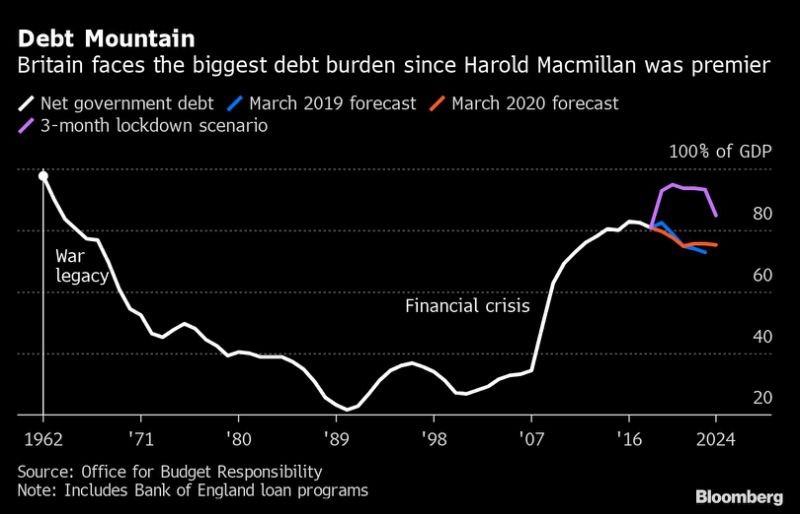 Debt Mountain
Britain faces the biggest debt burden since Harold Macmillan was premier
Net government debt March 2019 forecast March 2020 forecast
3-month lockdown scenario
100% of GDP
80
War
legacy
60
Financial crisis
40
20
1962 '71 '80 '89 '98 '07 '16 2024
Source: Office for Budget Responsibility
Note: Includes Bank of England loan programs
Bloomberg